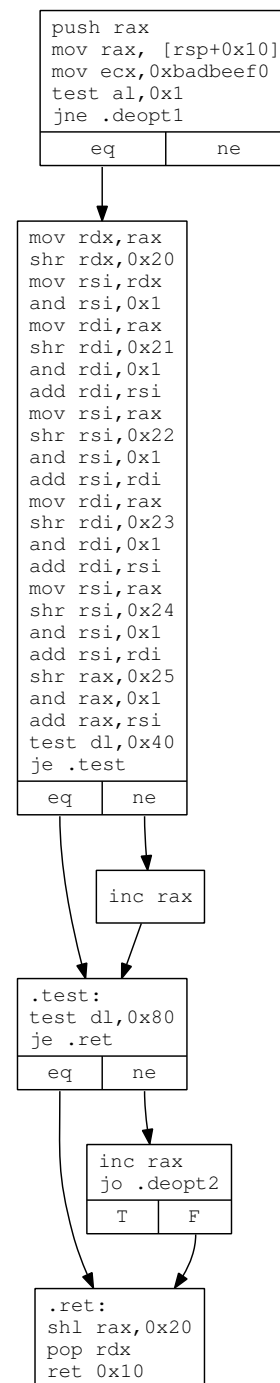 push rax
mov rax, [rsp+0x10]
mov ecx,0xbadbeef0
test al,0x1
jne .deopt1
eq ne
mov rdx,rax
shr rdx,0x20
mov rsi,rdx
and rsi,0x1
mov rdi,rax
shr rdi,0x21
and rdi,0x1
add rdi,rsi
mov rsi,rax
shr rsi,0x22
and rsi,0x1
add rsi,rdi
mov rdi,rax
shr rdi,0x23
and rdi,0x1
add rdi,rsi
mov rsi,rax
shr rsi,0x24
and rsi,0x1
add rsi,rdi
shr rax,0x25
and rax,0x1
add rax,rsi
test dl,0x40
je .test
eq ne
inc rax
.test:
test dl,0x80
je .ret
eq ne
inc rax
jo .deopt2
T F
.ret:
shl rax,0x20
pop rdx
ret 0x10